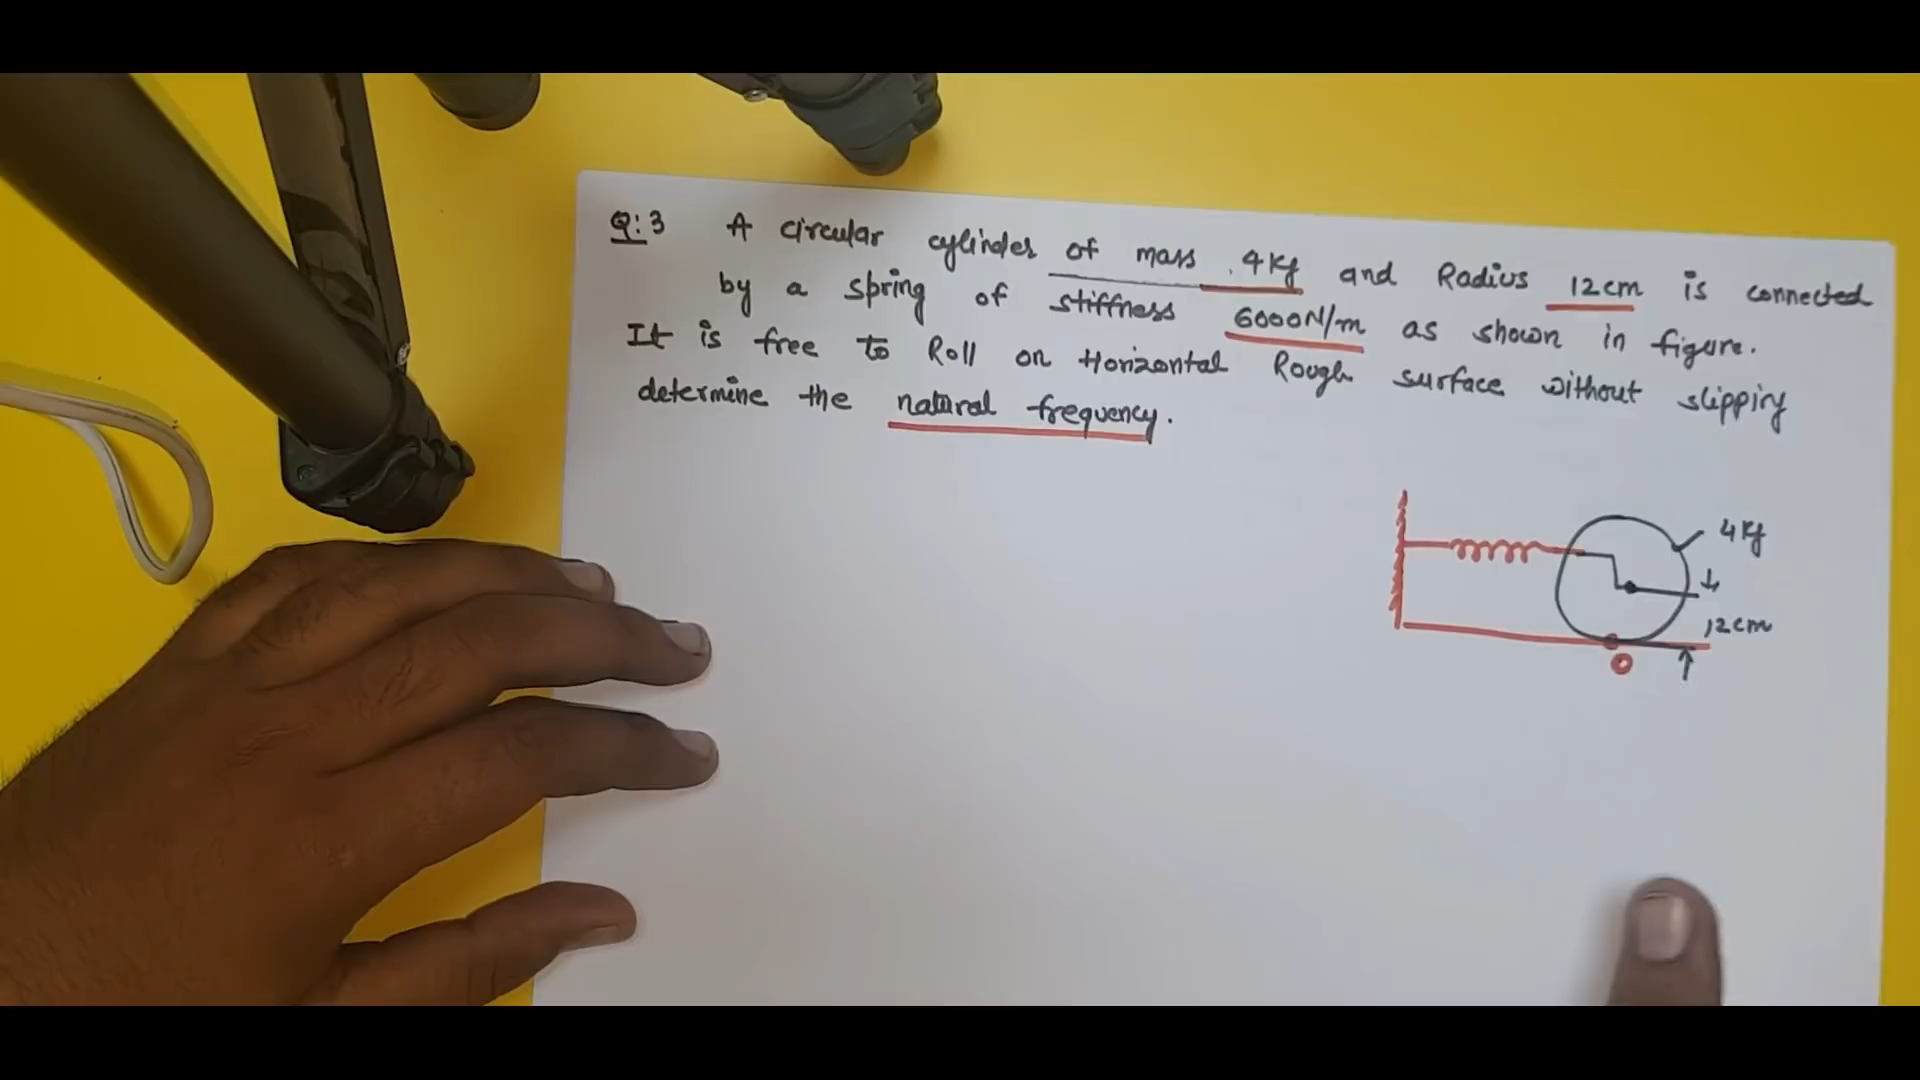 Q:3 A circular cylinder of mass 4Kg and Radius 12cm is connected
by a spring of stiffness 6000N/m as shown in figure.
It is free to Roll on Horizontal Rough surface without slipping
determine the natural frequency.
4Kg
12cm